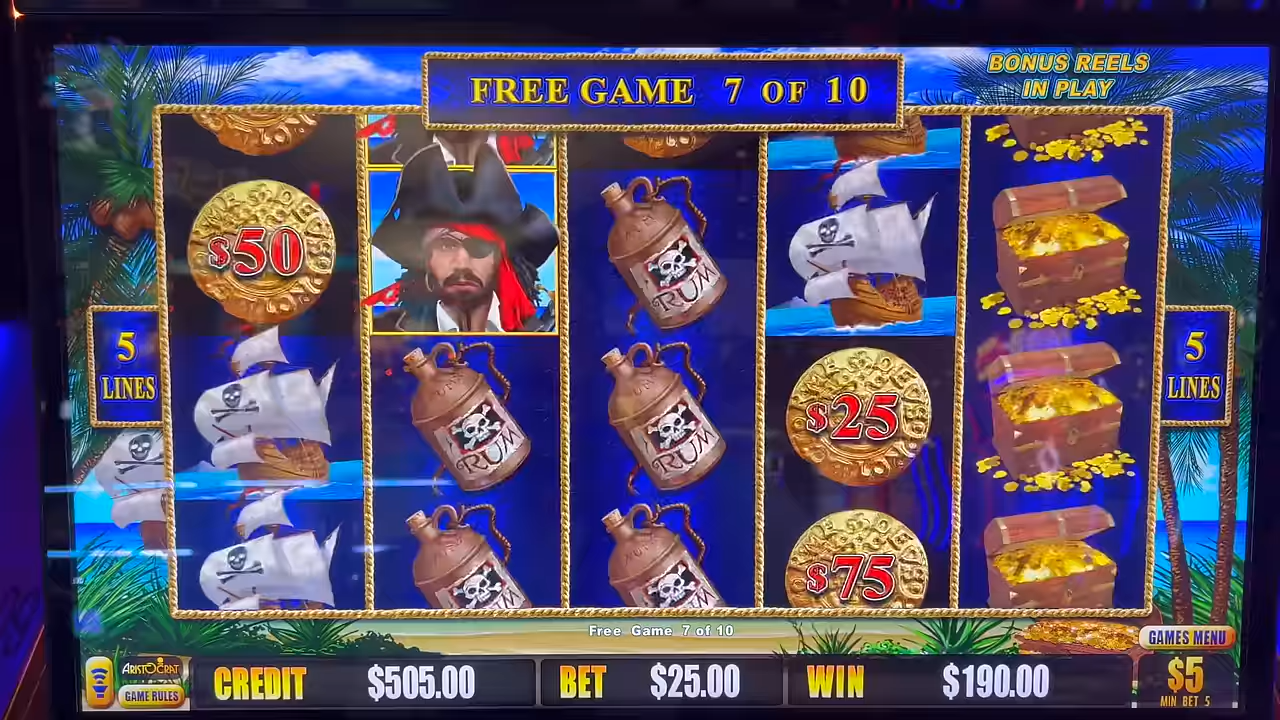 BONUS REELS
IN PLAY
FREE GAME 7 OF 10
$50
RUM
5
LINES
5
LINES
RUM
RUM
$25
RUM
RUM
$75
Free Game 7 of 10
GAMES MENU
ARISTOCRAT
GAME RULES
CREDIT $505.00
BET $25.00
WIN $190.00
$5
MIN BET 5